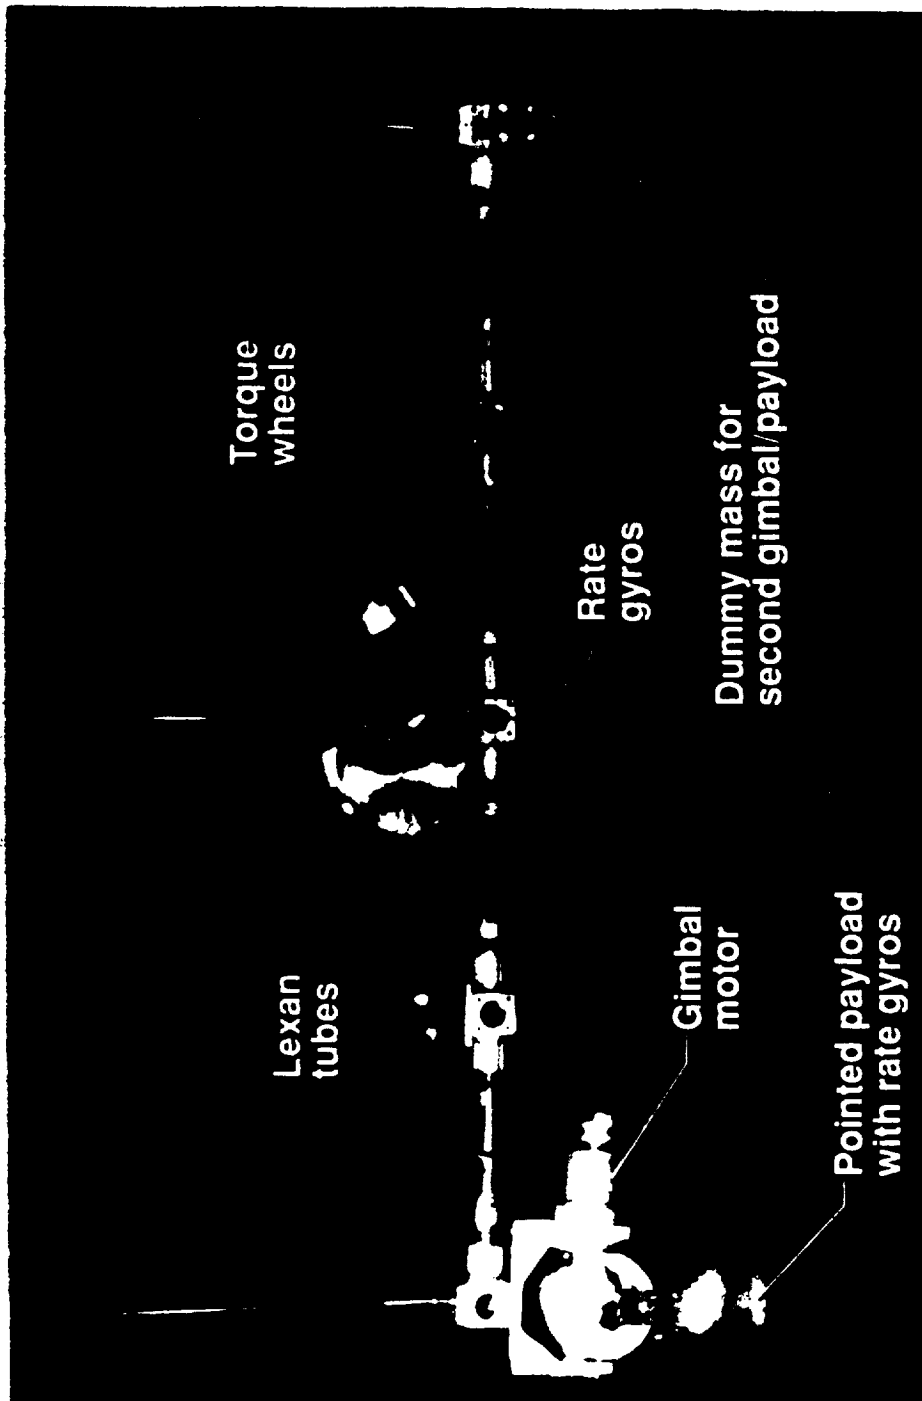 Lexan
tubes
Torque
wheels
Rate
gyros
Gimbal
motor
Dummy mass for
second gimbal/payload
Pointed payload
with rate gyros